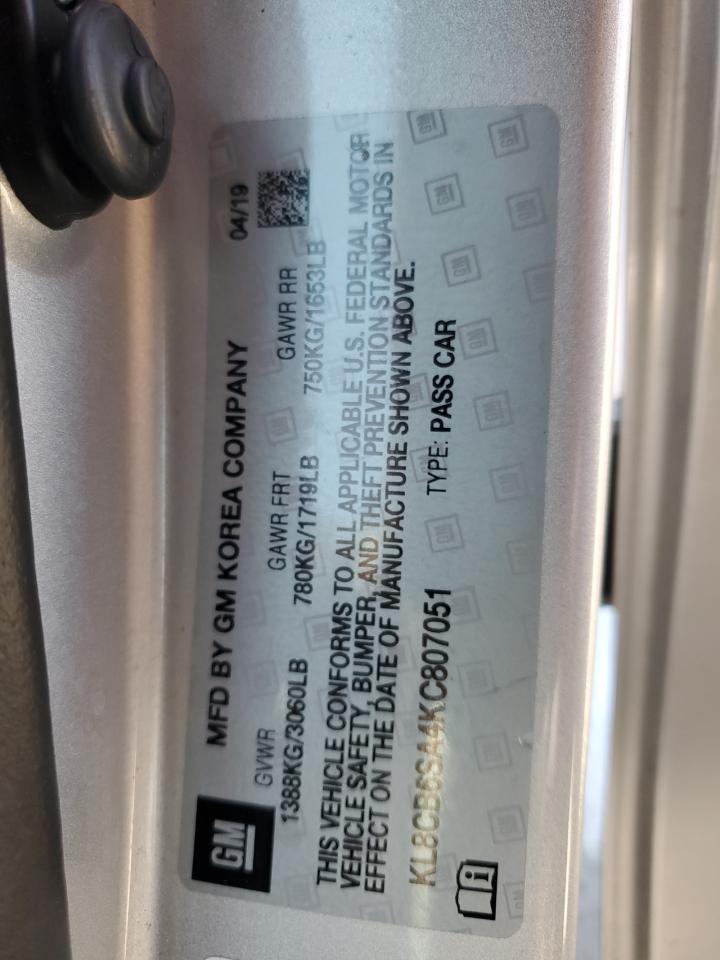 GM
MFD BY GM KOREA COMPANY 04/19
GVWR GAWR FRT GAWR RR
1388KG/3060LB 780KG/1719LB 750KG/1653LB
THIS VEHICLE CONFORMS TO ALL APPLICABLE U.S. FEDERAL MOTOR
VEHICLE SAFETY, BUMPER, AND THEFT PREVENTION STANDARDS IN
EFFECT ON THE DATE OF MANUFACTURE SHOWN ABOVE.
KL8CB6SA4KC807051 TYPE: PASS CAR